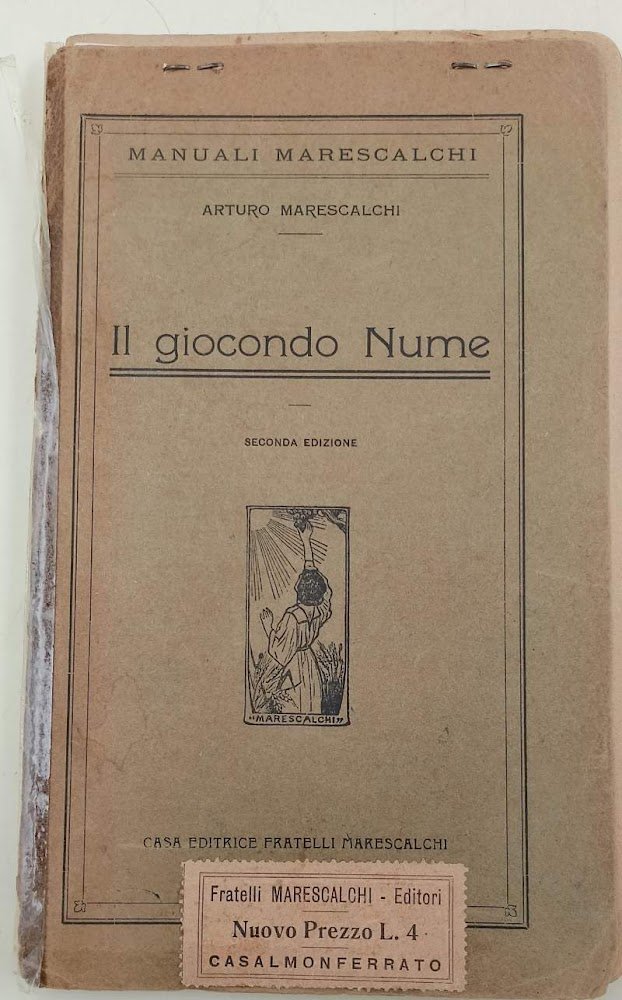 MANUALI MARESCALCHI
ARTURO MARESCALCHI
Il giocondo Nume
SECONDA EDIZIONE
"MARESCALCHI"
CASA EDITRICE FRATELLI MARESCALCHI
Fratelli MARESCALCHI - Editori
Nuovo Prezzo L. 4
CASALMONFERRATO